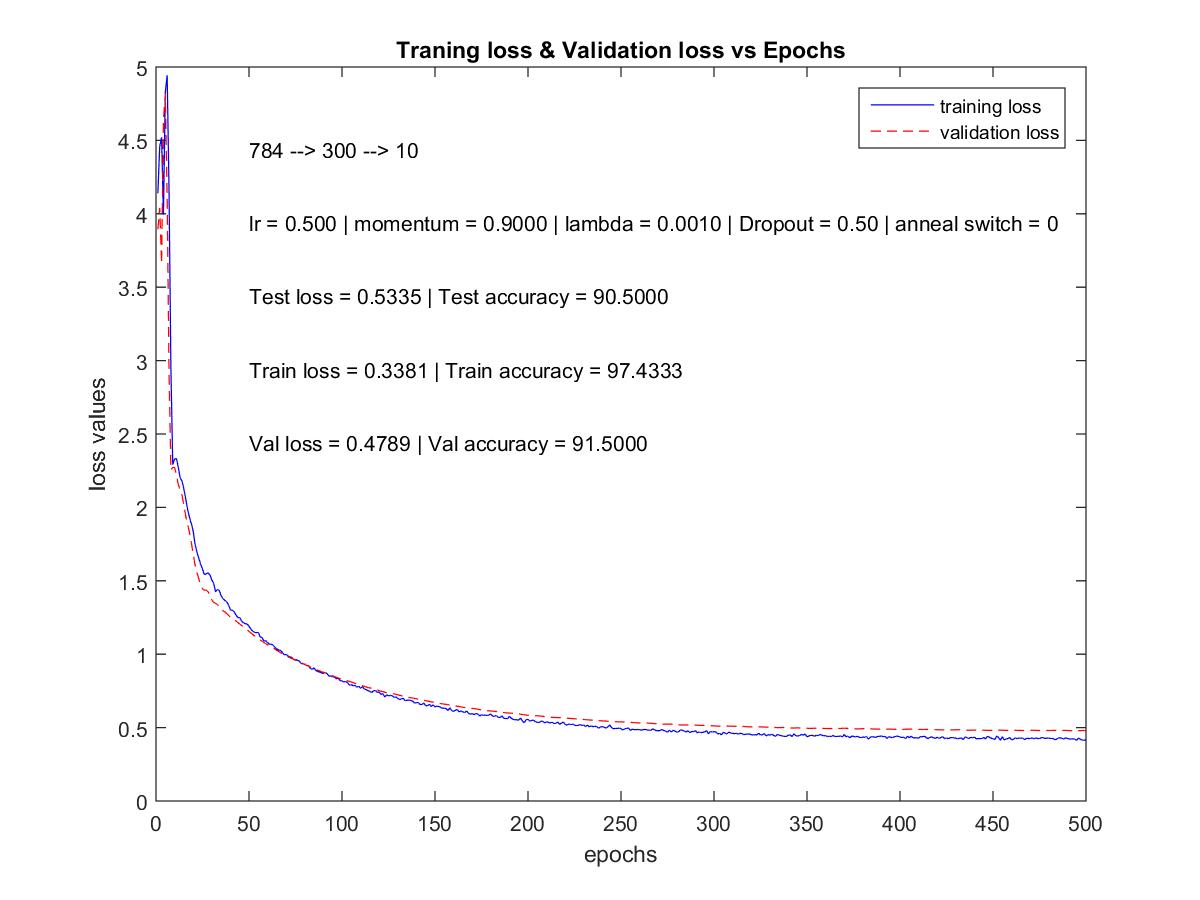 Traning loss & Validation loss vs Epochs
training loss
validation loss
784 --> 300 --> 10
lr = 0.500 | momentum = 0.9000 | lambda = 0.0010 | Dropout = 0.50 | anneal switch = 0
Test loss = 0.5335 | Test accuracy = 90.5000
Train loss = 0.3381 | Train accuracy = 97.4333
Val loss = 0.4789 | Val accuracy = 91.5000
loss values
5
4.5
4
3.5
3
2.5
2
1.5
1
0.5
0
0 50 100 150 200 250 300 350 400 450 500
epochs